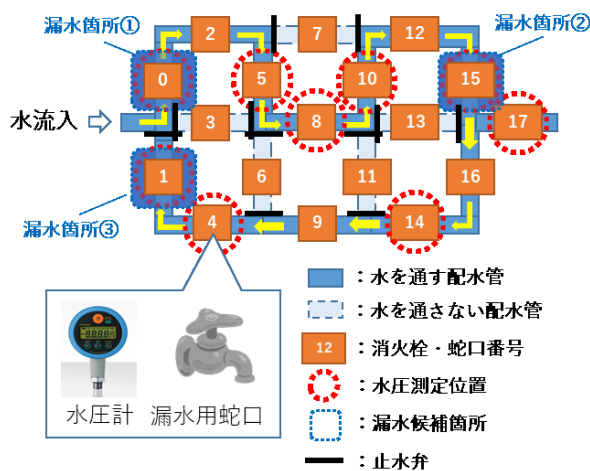 漏水箇所①
漏水箇所②
2
7
12
0
5
10
15
水流入
3
8
13
17
1
6
11
16
漏水箇所③
4
9
14
水圧計
漏水用蛇口
：水を通す配水管
：水を通さない配水管
12
：消火栓・蛇口番号
：水圧測定位置
：漏水候補箇所
：止水弁